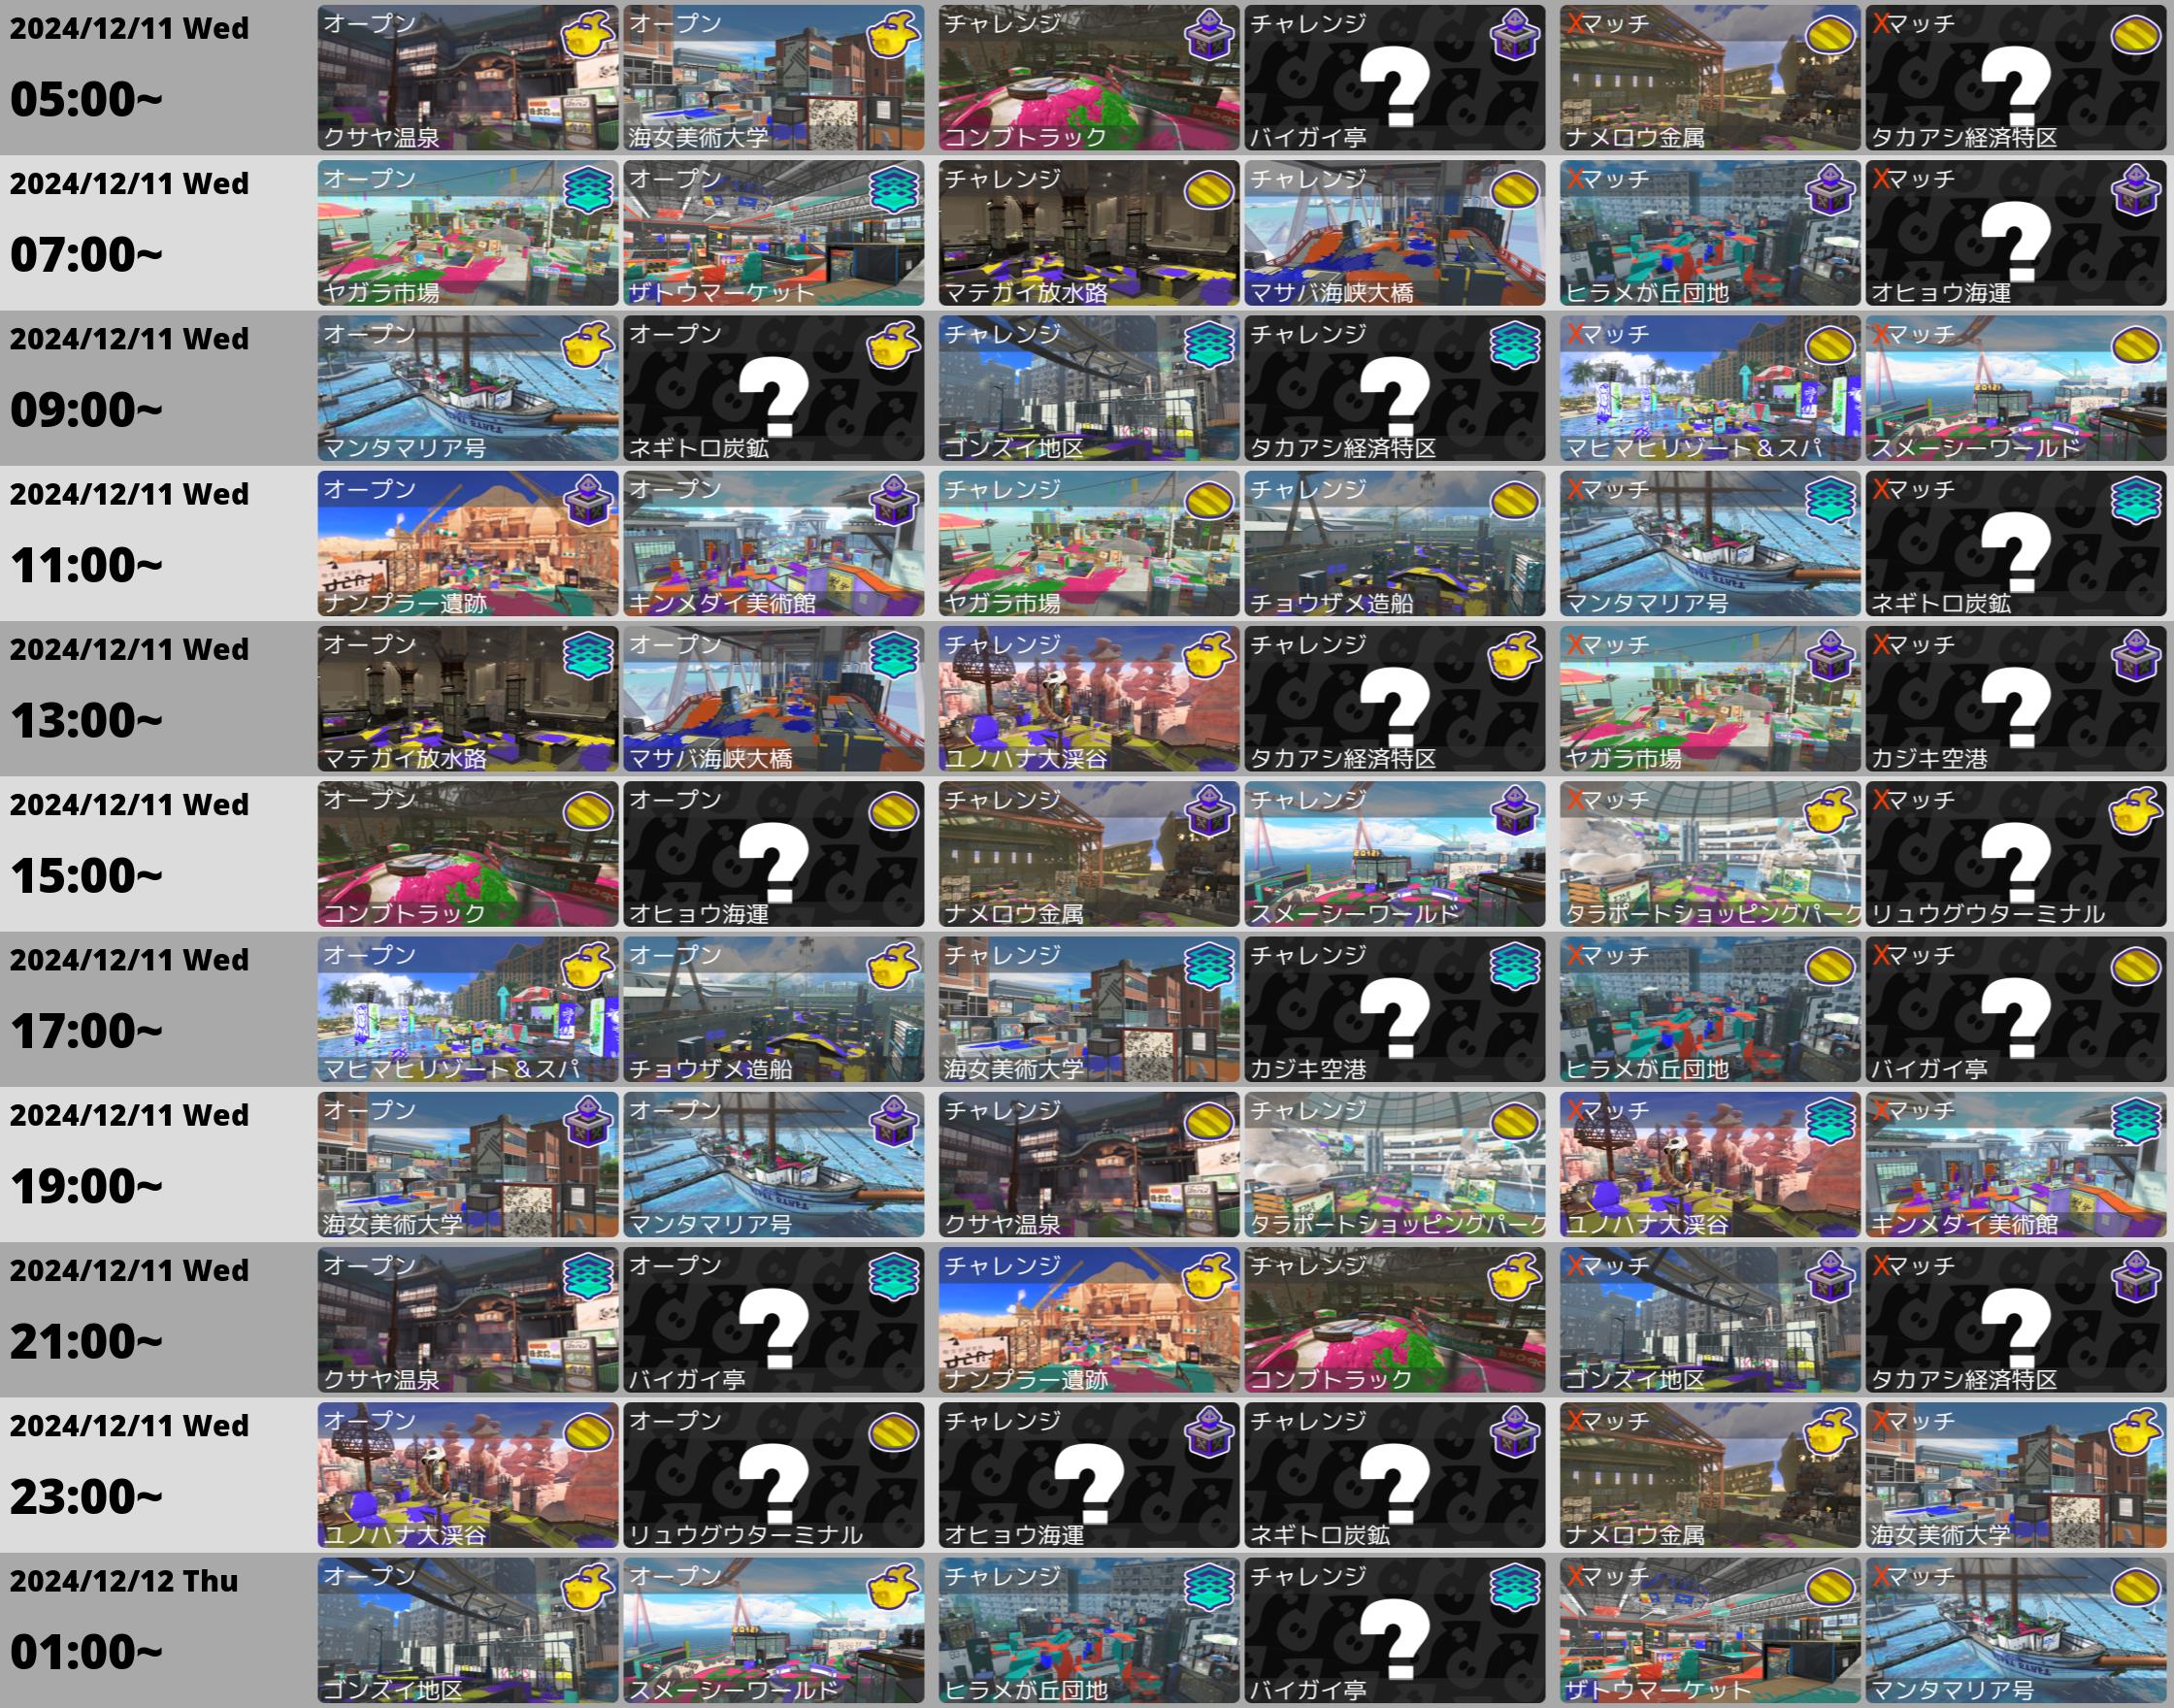 2024/12/11 Wed
05:00~
オープン
クサヤ温泉
オープン
海女美術大学
チャレンジ
コンブトラック
チャレンジ
?
バイガイ亭
Xマッチ
ナメロウ金属
Xマッチ
?
タカアシ経済特区
2024/12/11 Wed
07:00~
オープン
ヤガラ市場
オープン
ザトウマーケット
チャレンジ
マテガイ放水路
チャレンジ
マサバ海峡大橋
Xマッチ
ヒラメが丘団地
Xマッチ
?
オヒョウ海運
2024/12/11 Wed
09:00~
オープン
マンタマリア号
オープン
?
ネギトロ炭鉱
チャレンジ
ゴンズイ地区
チャレンジ
?
タカアシ経済特区
Xマッチ
マヒマヒリゾート&スパ
Xマッチ
スメーシーワールド
2024/12/11 Wed
11:00~
オープン
ナンプラー遺跡
オープン
キンメダイ美術館
チャレンジ
ヤガラ市場
チャレンジ
チョウザメ造船
Xマッチ
マンタマリア号
Xマッチ
?
ネギトロ炭鉱
2024/12/11 Wed
13:00~
オープン
マテガイ放水路
オープン
マサバ海峡大橋
チャレンジ
ユノハナ大渓谷
チャレンジ
?
タカアシ経済特区
Xマッチ
ヤガラ市場
Xマッチ
?
カジキ空港
2024/12/11 Wed
15:00~
オープン
コンブトラック
オープン
?
オヒョウ海運
チャレンジ
ナメロウ金属
チャレンジ
スメーシーワールド
Xマッチ
タラポートショッピングパーク
Xマッチ
?
リュウグウターミナル
2024/12/11 Wed
17:00~
オープン
マヒマヒリゾート&スパ
オープン
チョウザメ造船
チャレンジ
海女美術大学
チャレンジ
?
カジキ空港
Xマッチ
ヒラメが丘団地
Xマッチ
?
バイガイ亭
2024/12/11 Wed
19:00~
オープン
海女美術大学
オープン
マンタマリア号
チャレンジ
クサヤ温泉
チャレンジ
タラポートショッピングパーク
Xマッチ
ユノハナ大渓谷
Xマッチ
キンメダイ美術館
2024/12/11 Wed
21:00~
オープン
クサヤ温泉
オープン
?
バイガイ亭
チャレンジ
ナンプラー遺跡
チャレンジ
コンブトラック
Xマッチ
ゴンズイ地区
Xマッチ
?
タカアシ経済特区
2024/12/11 Wed
23:00~
オープン
ユノハナ大渓谷
オープン
?
リュウグウターミナル
チャレンジ
?
オヒョウ海運
チャレンジ
?
ネギトロ炭鉱
Xマッチ
ナメロウ金属
Xマッチ
海女美術大学
2024/12/12 Thu
01:00~
オープン
ゴンズイ地区
オープン
スメーシーワールド
チャレンジ
ヒラメが丘団地
チャレンジ
?
バイガイ亭
Xマッチ
ザトウマーケット
Xマッチ
マンタマリア号